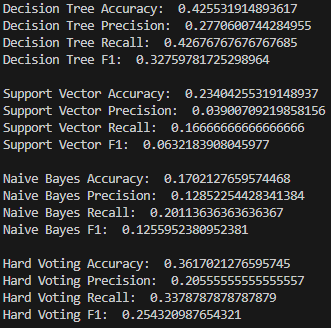 Decision Tree Accuracy:  0.425531914893617
Decision Tree Precision:  0.2770600744284955
Decision Tree Recall:  0.42676767676767685
Decision Tree F1:  0.32759781725298964

Support Vector Accuracy:  0.23404255319148937
Support Vector Precision:  0.03900709219858156
Support Vector Recall:  0.16666666666666666
Support Vector F1:  0.0632183908045977

Naive Bayes Accuracy:  0.1702127659574468
Naive Bayes Precision:  0.12852254428341384
Naive Bayes Recall:  0.20113636363636367
Naive Bayes F1:  0.1255952380952381

Hard Voting Accuracy:  0.3617021276595745
Hard Voting Precision:  0.20555555555555557
Hard Voting Recall:  0.3378787878787879
Hard Voting F1:  0.254320987654321